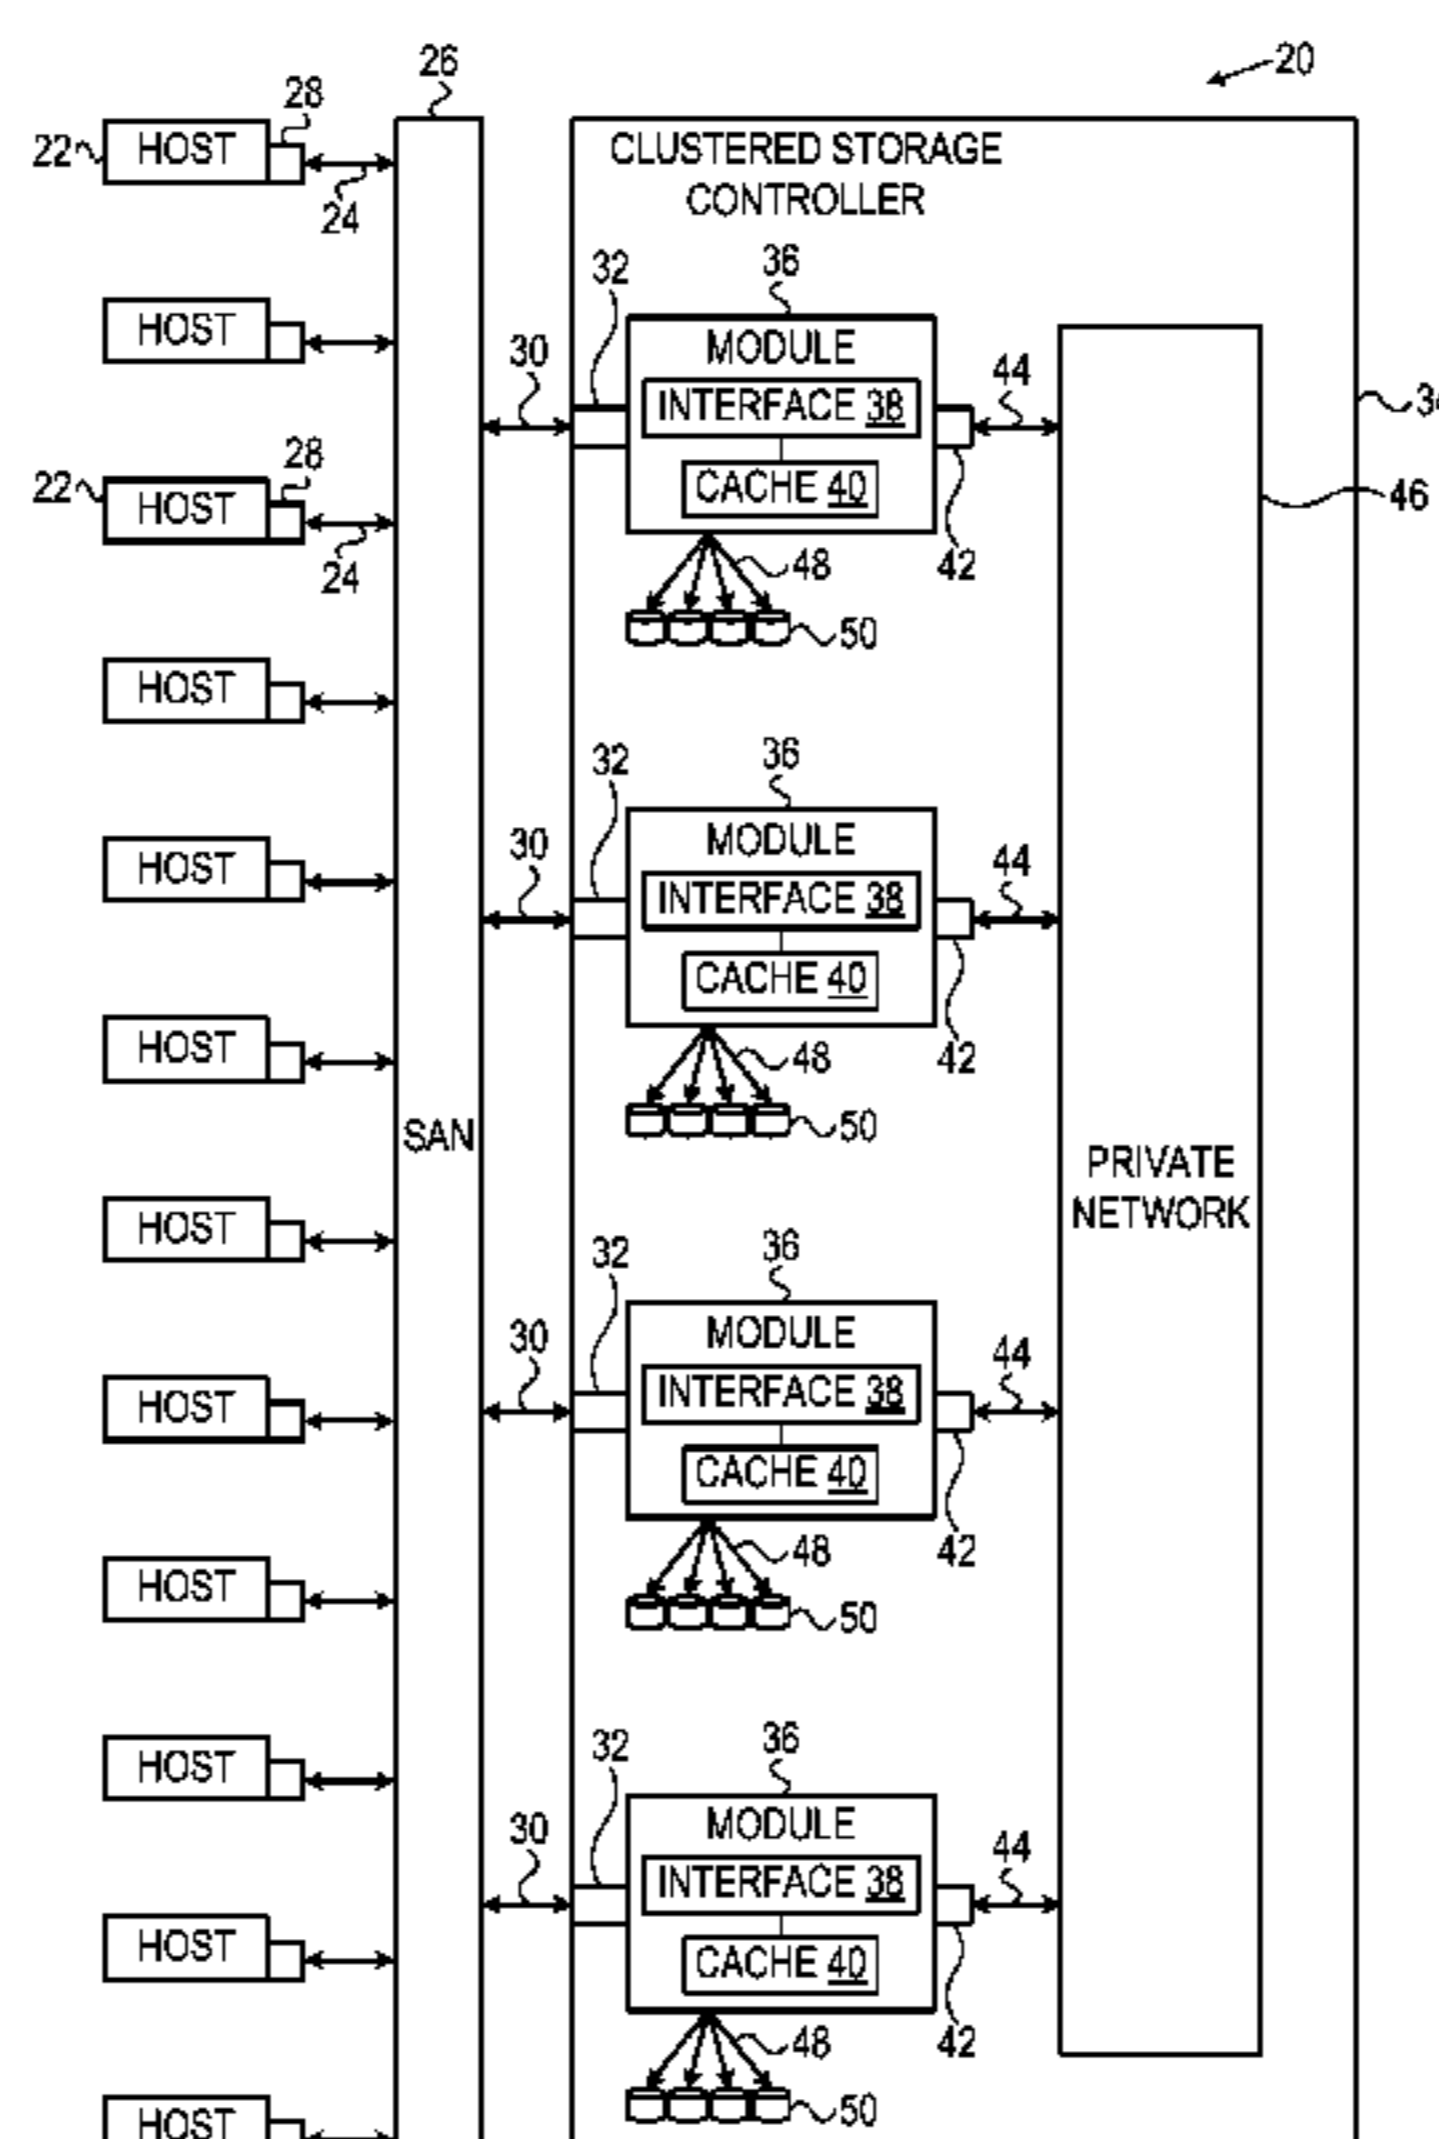 20
26
28
22
HOST
24
CLUSTERED STORAGE
CONTROLLER
36
32
HOST
30
MODULE
44
INTERFACE 38
28
22
HOST
CACHE 40
46
24
48
42
50
HOST
36
32
HOST
30
MODULE
44
INTERFACE 38
CACHE 40
HOST
48
42
50
SAN
PRIVATE
NETWORK
HOST
36
32
30
MODULE
44
HOST
INTERFACE 38
CACHE 40
48
42
HOST
50
36
32
HOST
30
MODULE
44
INTERFACE 38
HOST
CACHE 40
48
42
50
HOST